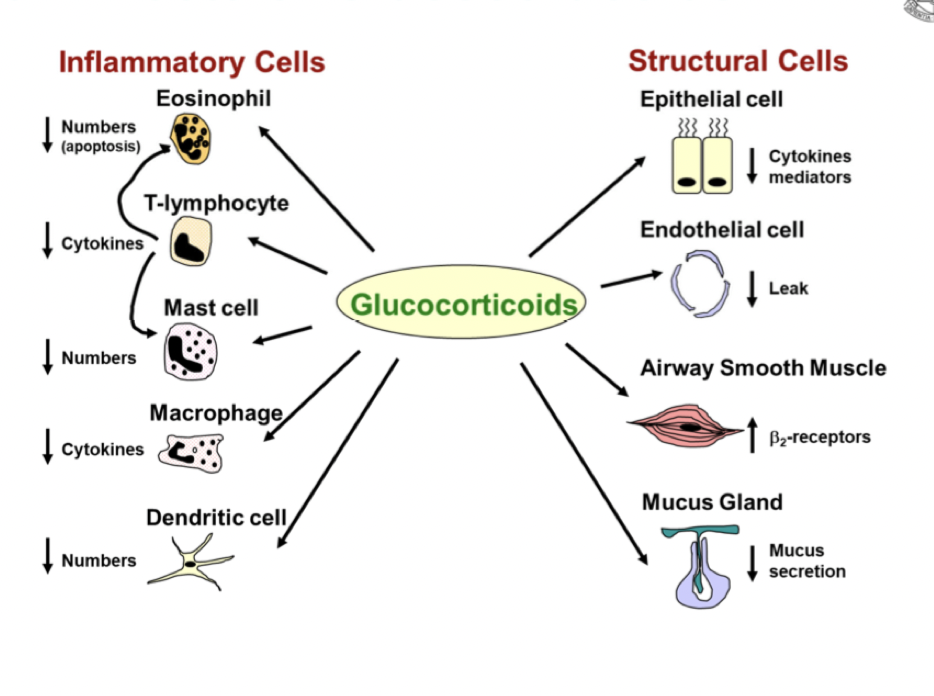 Inflammatory Cells
Eosinophil
Numbers
(apoptosis)
T-lymphocyte
Cytokines
Mast cell
Numbers
Macrophage
Cytokines
Dendritic cell
Numbers
Glucocorticoids
Structural Cells
Epithelial cell
Cytokines
mediators
Endothelial cell
Leak
Airway Smooth Muscle
β₂-receptors
Mucus Gland
Mucus
secretion